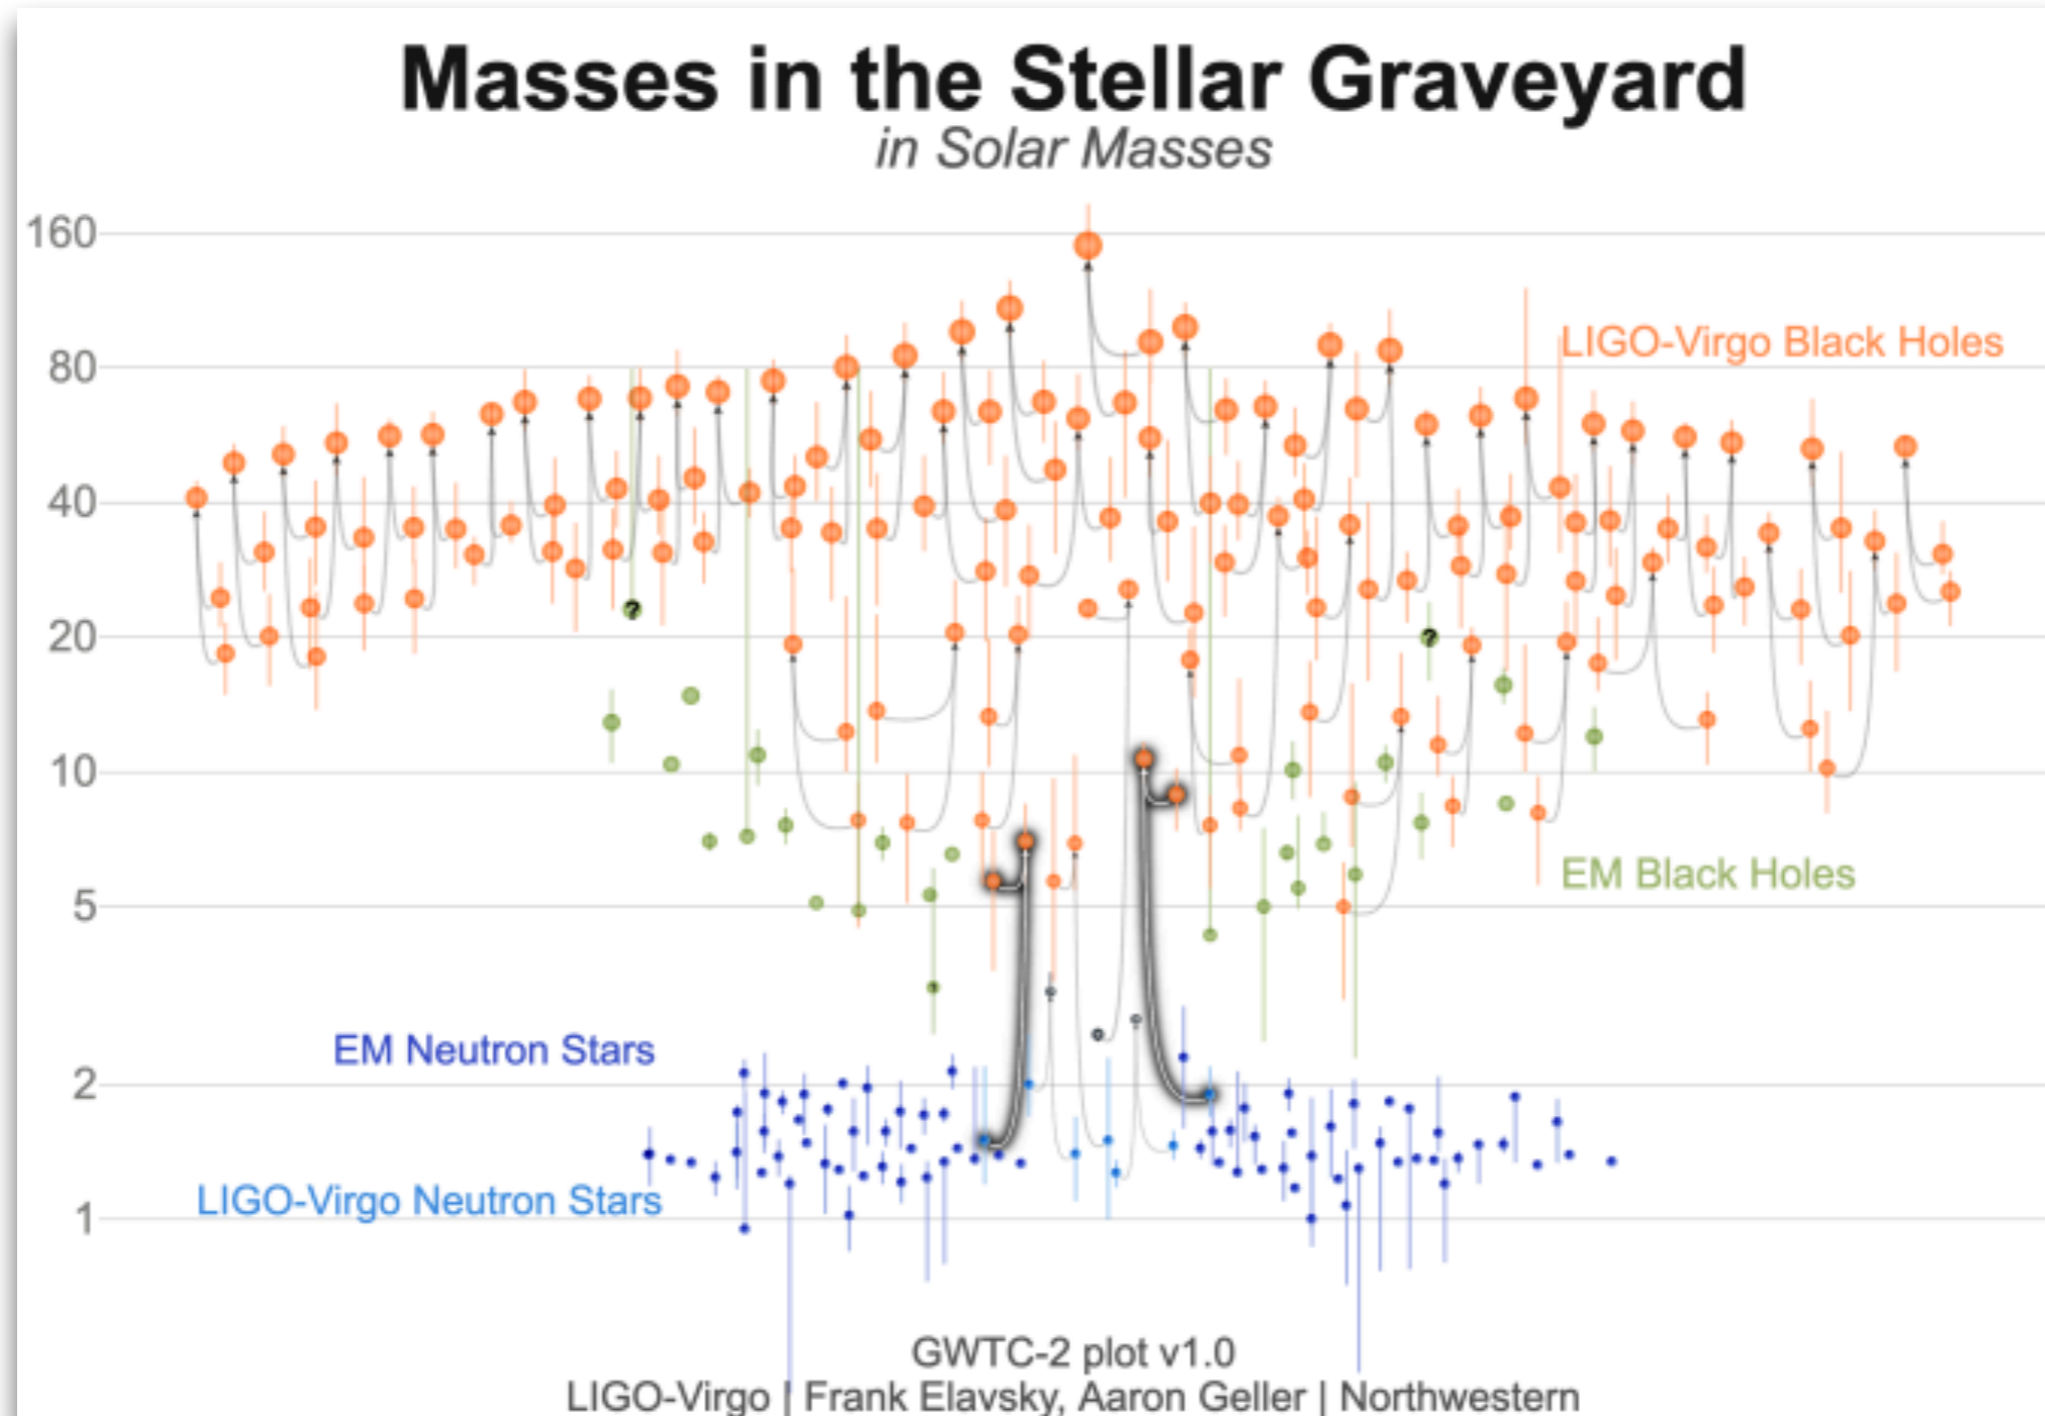 Masses in the Stellar Graveyard
in Solar Masses
160
LIGO-Virgo Black Holes
80
40
?
20
?
10
EM Black Holes
5
EM Neutron Stars
2
LIGO-Virgo Neutron Stars
1
GWTC-2 plot v1.0
LIGO-Virgo | Frank Elavsky, Aaron Geller | Northwestern